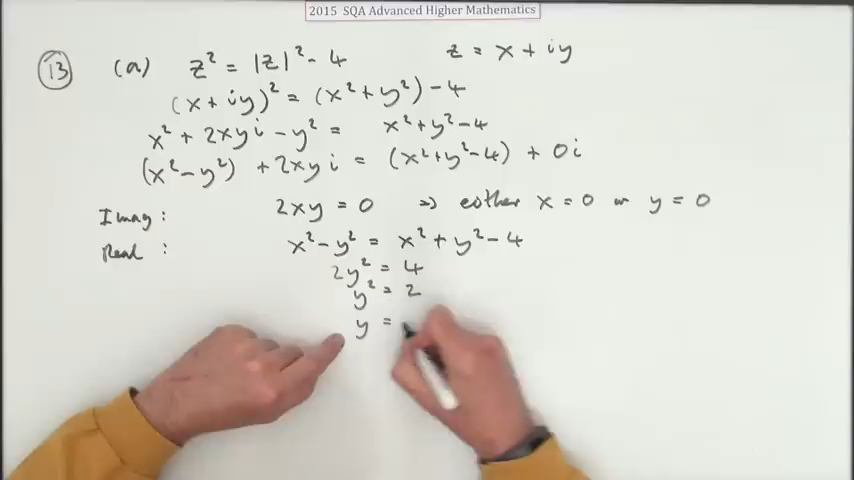 2015 SQA Advanced Higher Mathematics
13 (a) z² = |z|² - 4 z = x + iy
(x + iy)² = (x² + y²) - 4
x² + 2xyi - y² = x² + y² - 4
(x² - y²) + 2xyi = (x² + y² - 4) + 0i
Imag: 2xy = 0 ⇒ either x = 0 or y = 0
Real: x² - y² = x² + y² - 4
2y² = 4
y² = 2
y =